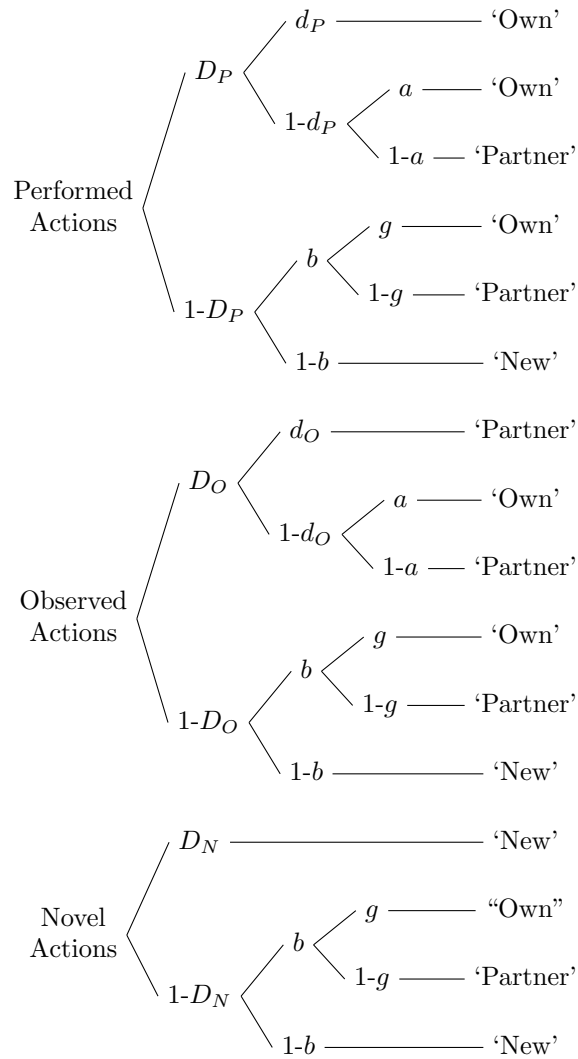 d_P ‘Own’
D_P
a ‘Own’
1-d_P
1-a ‘Partner’
Performed
Actions
g ‘Own’
b
1-g ‘Partner’
1-D_P
1-b ‘New’
d_O ‘Partner’
D_O
a ‘Own’
1-d_O
1-a ‘Partner’
Observed
Actions
g ‘Own’
b
1-g ‘Partner’
1-D_O
1-b ‘New’
D_N ‘New’
Novel
Actions
g “Own”
b
1-g ‘Partner’
1-D_N
1-b ‘New’